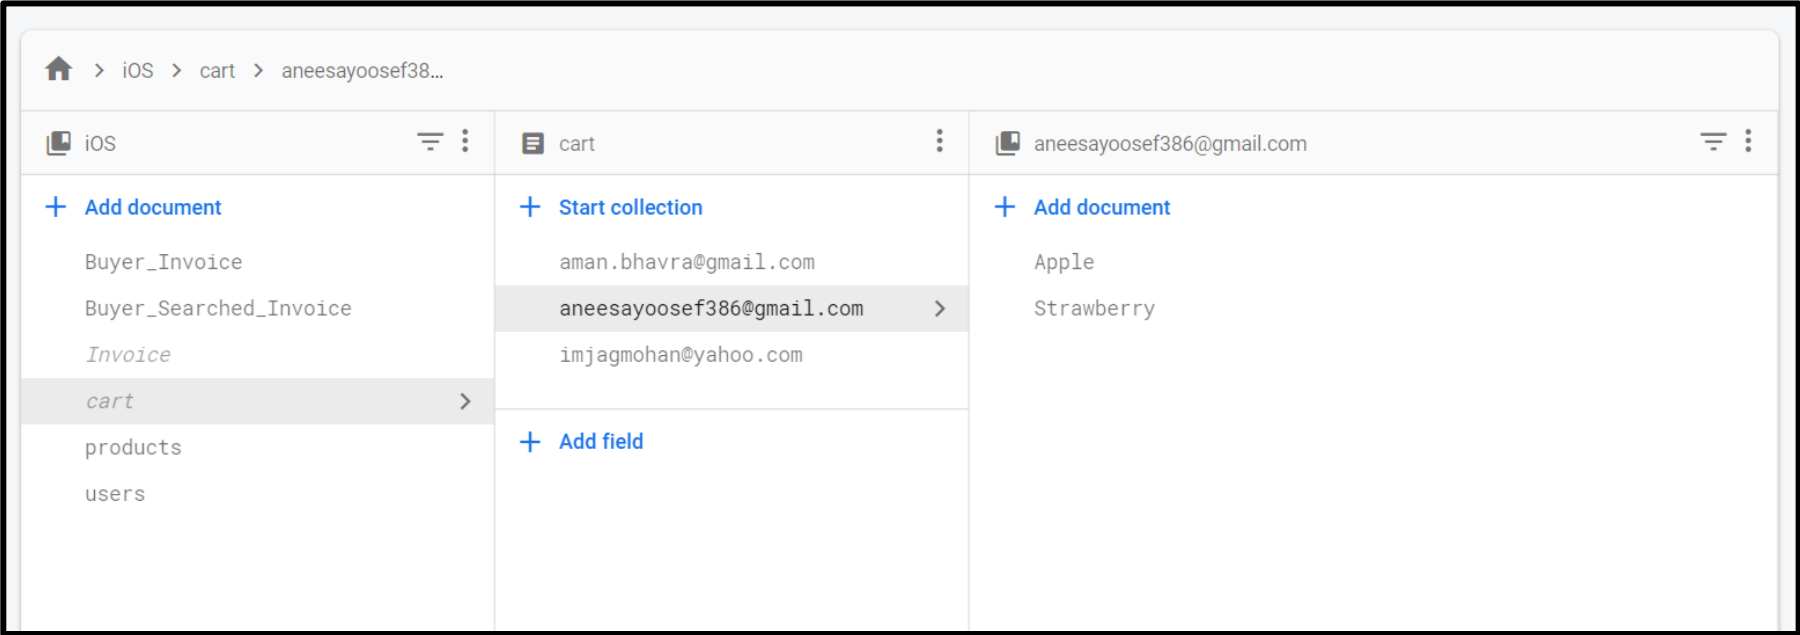 iOS cart aneesayoosef38...
iOS
Add document
Buyer_Invoice
Buyer_Searched_Invoice
Invoice
cart
products
users
cart
Start collection
aman.bhavra@gmail.com
aneesayoosef386@gmail.com
imjagmohan@yahoo.com
Add field
aneesayoosef386@gmail.com
Add document
Apple
Strawberry